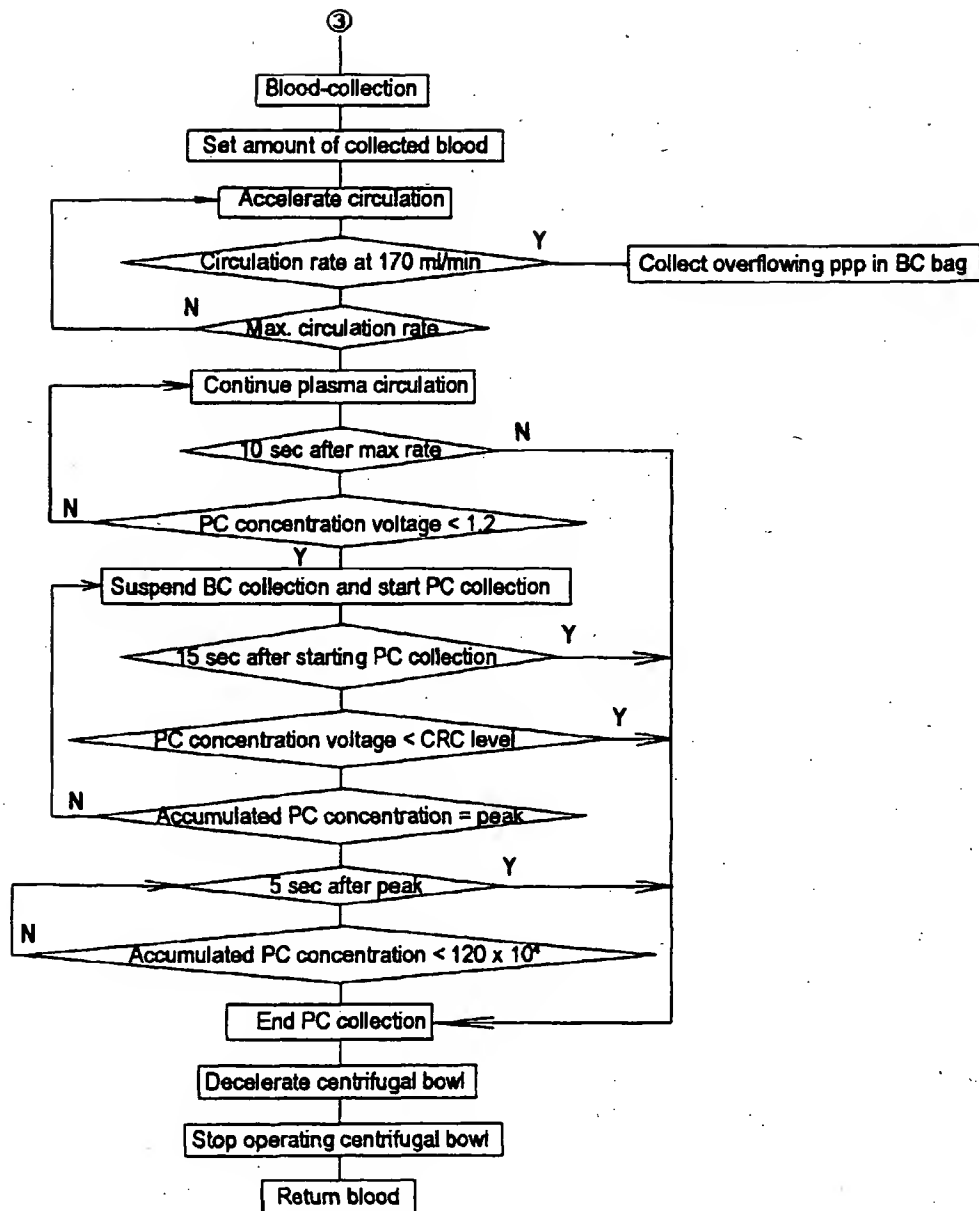 ③
Blood-collection
Set amount of collected blood
Accelerate circulation
Y
Circulation rate at 170 ml/min
Collect overflowing ppp in BC bag
N
Max. circulation rate
Continue plasma circulation
N
10 sec after max rate
N
PC concentration voltage < 1.2
Y
Suspend BC collection and start PC collection
Y
15 sec after starting PC collection
Y
PC concentration voltage < CRC level
N
Accumulated PC concentration = peak
Y
5 sec after peak
N
Accumulated PC concentration < 120 x 10⁴
End PC collection
Decelerate centrifugal bowl
Stop operating centrifugal bowl
Return blood